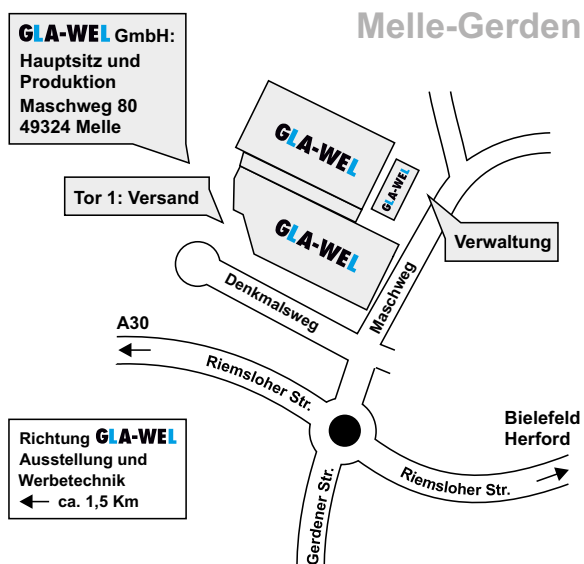 Melle-Gerden
GLA-WEL GmbH:
Hauptsitz und
Produktion
Maschweg 80
49324 Melle
GLA-WEL
GLA-WEL
Tor 1: Versand
GLA-WEL
Verwaltung
Denkmalsweg
Maschweg
A30
Riemsloher Str.
Richtung GLA-WEL
Ausstellung und
Werbetechnik
ca. 1,5 Km
Bielefeld
Herford
Riemsloher Str.
Gerdener Str.